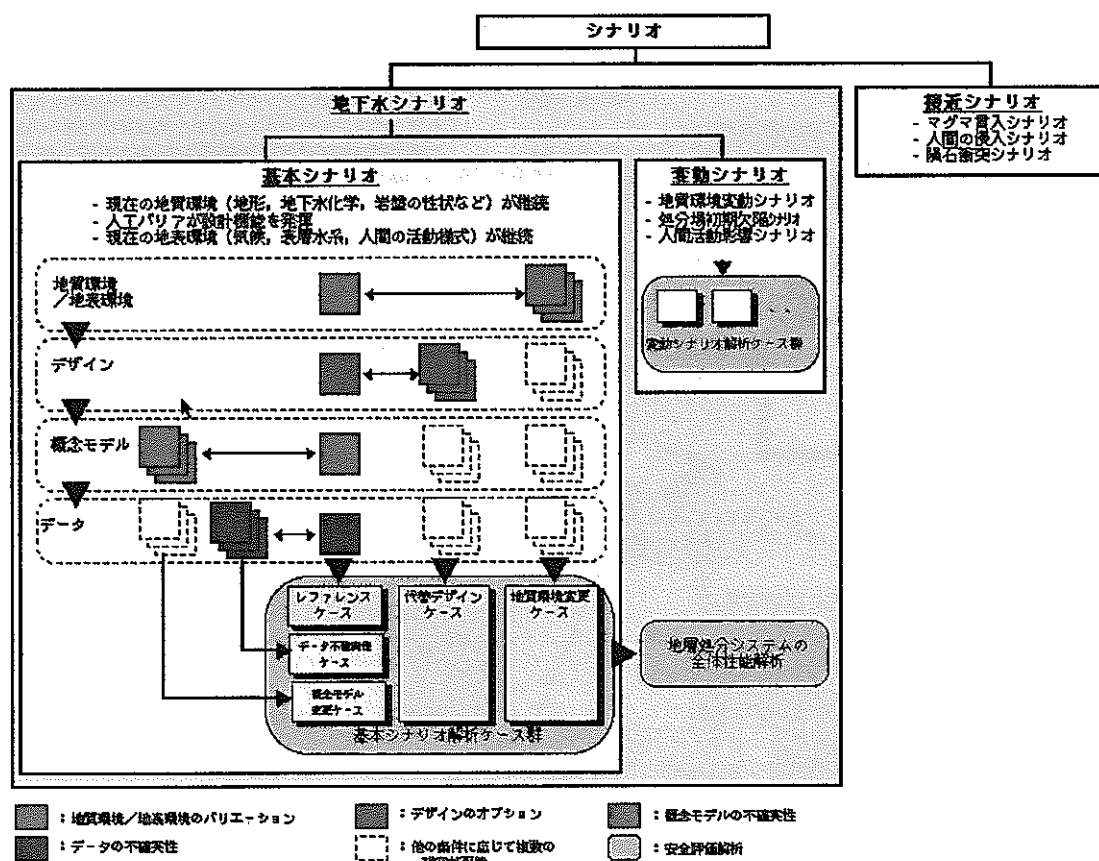 シナリオ
地下水シナリオ
接近シナリオ
- マグマ貫入シナリオ
- 人間の侵入シナリオ
- 隕石衝突シナリオ
基本シナリオ
- 現在の地質環境(地形,地下水化学,岩盤の性状など)が継続
- 人工バリアが設計機能を発揮
- 現在の地表環境(気候,表層水系,人間の活動様式)が継続
変動シナリオ
- 地質環境変動シナリオ
- 処分場初期欠陥シナリオ
- 人間活動影響シナリオ
変動シナリオ解析ケース群
地質環境
/地表環境
デザイン
概念モデル
データ
レファレンス
ケース
データ不確実性
ケース
概念モデル
変更ケース
代替デザイン
ケース
地質環境変更
ケース
基本シナリオ解析ケース群
地層処分システムの
全体性能解析
:地質環境/地表環境のバリエーション
:デザインのオプション
:概念モデルの不確実性
:データの不確実性
:他の条件に応じて複数の
:安全評価解析